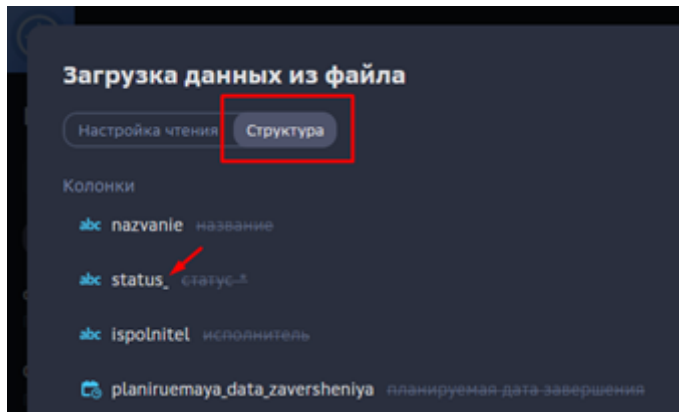 Загрузка данных из файла
Настройка чтения Структура
Колонки
abc nazvanie название
abc status_ статус *
abc ispolnitel исполнитель
planiruemaya_data_zaversheniya планируемая дата завершения